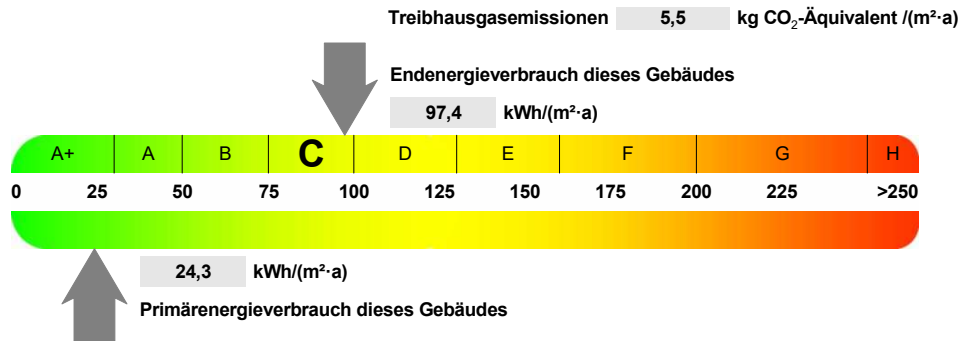 Treibhausgasemissionen 5,5 kg CO₂-Äquivalent /(m²·a)
Endenergieverbrauch dieses Gebäudes
97,4 kWh/(m²·a)
A+ A B C D E F G H
0 25 50 75 100 125 150 175 200 225 >250
24,3 kWh/(m²·a)
Primärenergieverbrauch dieses Gebäudes